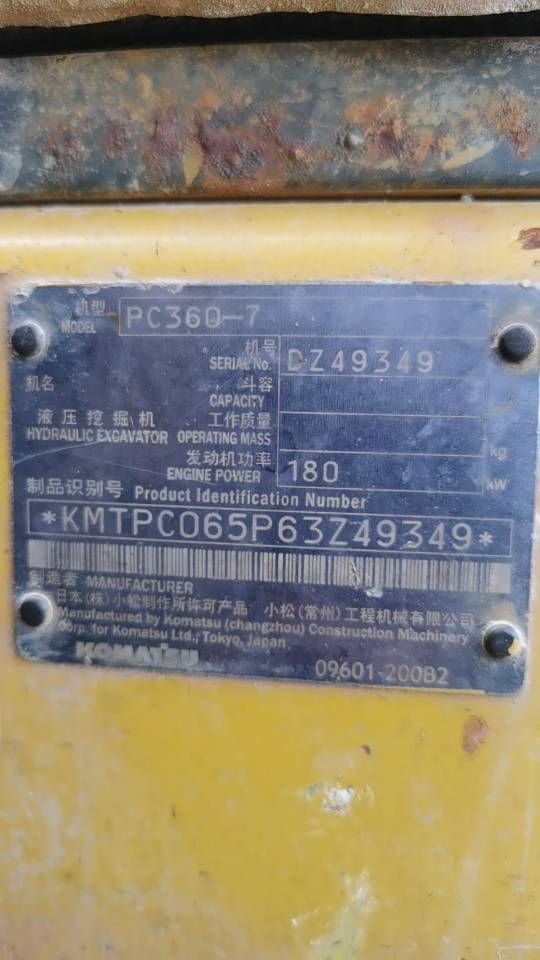 机型 MODEL PC360-7
机号 SERIAL No. DZ49349
机名
斗容 CAPACITY
液压挖掘机 HYDRAULIC EXCAVATOR
工作质量 OPERATING MASS kg
发动机功率 ENGINE POWER 180 kW
制品识别号 Product Identification Number
*KMTPC065P63Z49349*
制造者 MANUFACTURER
日本(株)小松制作所许可产品 小松(常州)工程机械有限公司
Manufactured by Komatsu (changzhou) Construction Machinery
Corp. for Komatsu Ltd., Tokyo, Japan
KOMATSU 09601-200B2